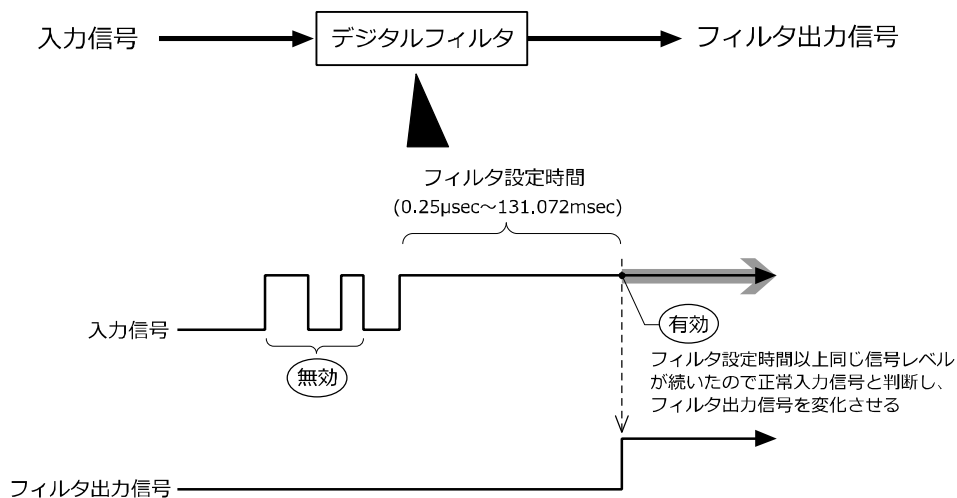 入力信号
デジタルフィルタ
フィルタ出力信号
フィルタ設定時間
(0.25μsec～131.072msec)
入力信号
無効
有効
フィルタ設定時間以上同じ信号レベル
が続いたので正常入力信号と判断し、
フィルタ出力信号を変化させる
フィルタ出力信号